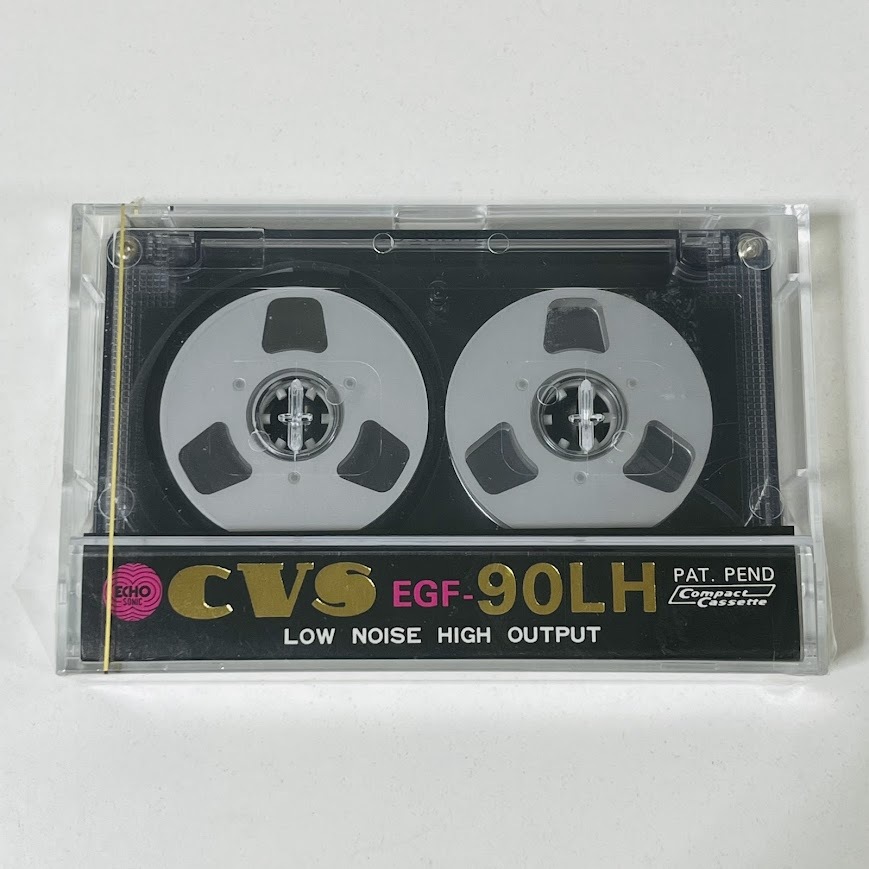 ECHO
SONIC
CVS EGF-90LH
PAT. PEND
Compact
Cassette
LOW NOISE HIGH OUTPUT